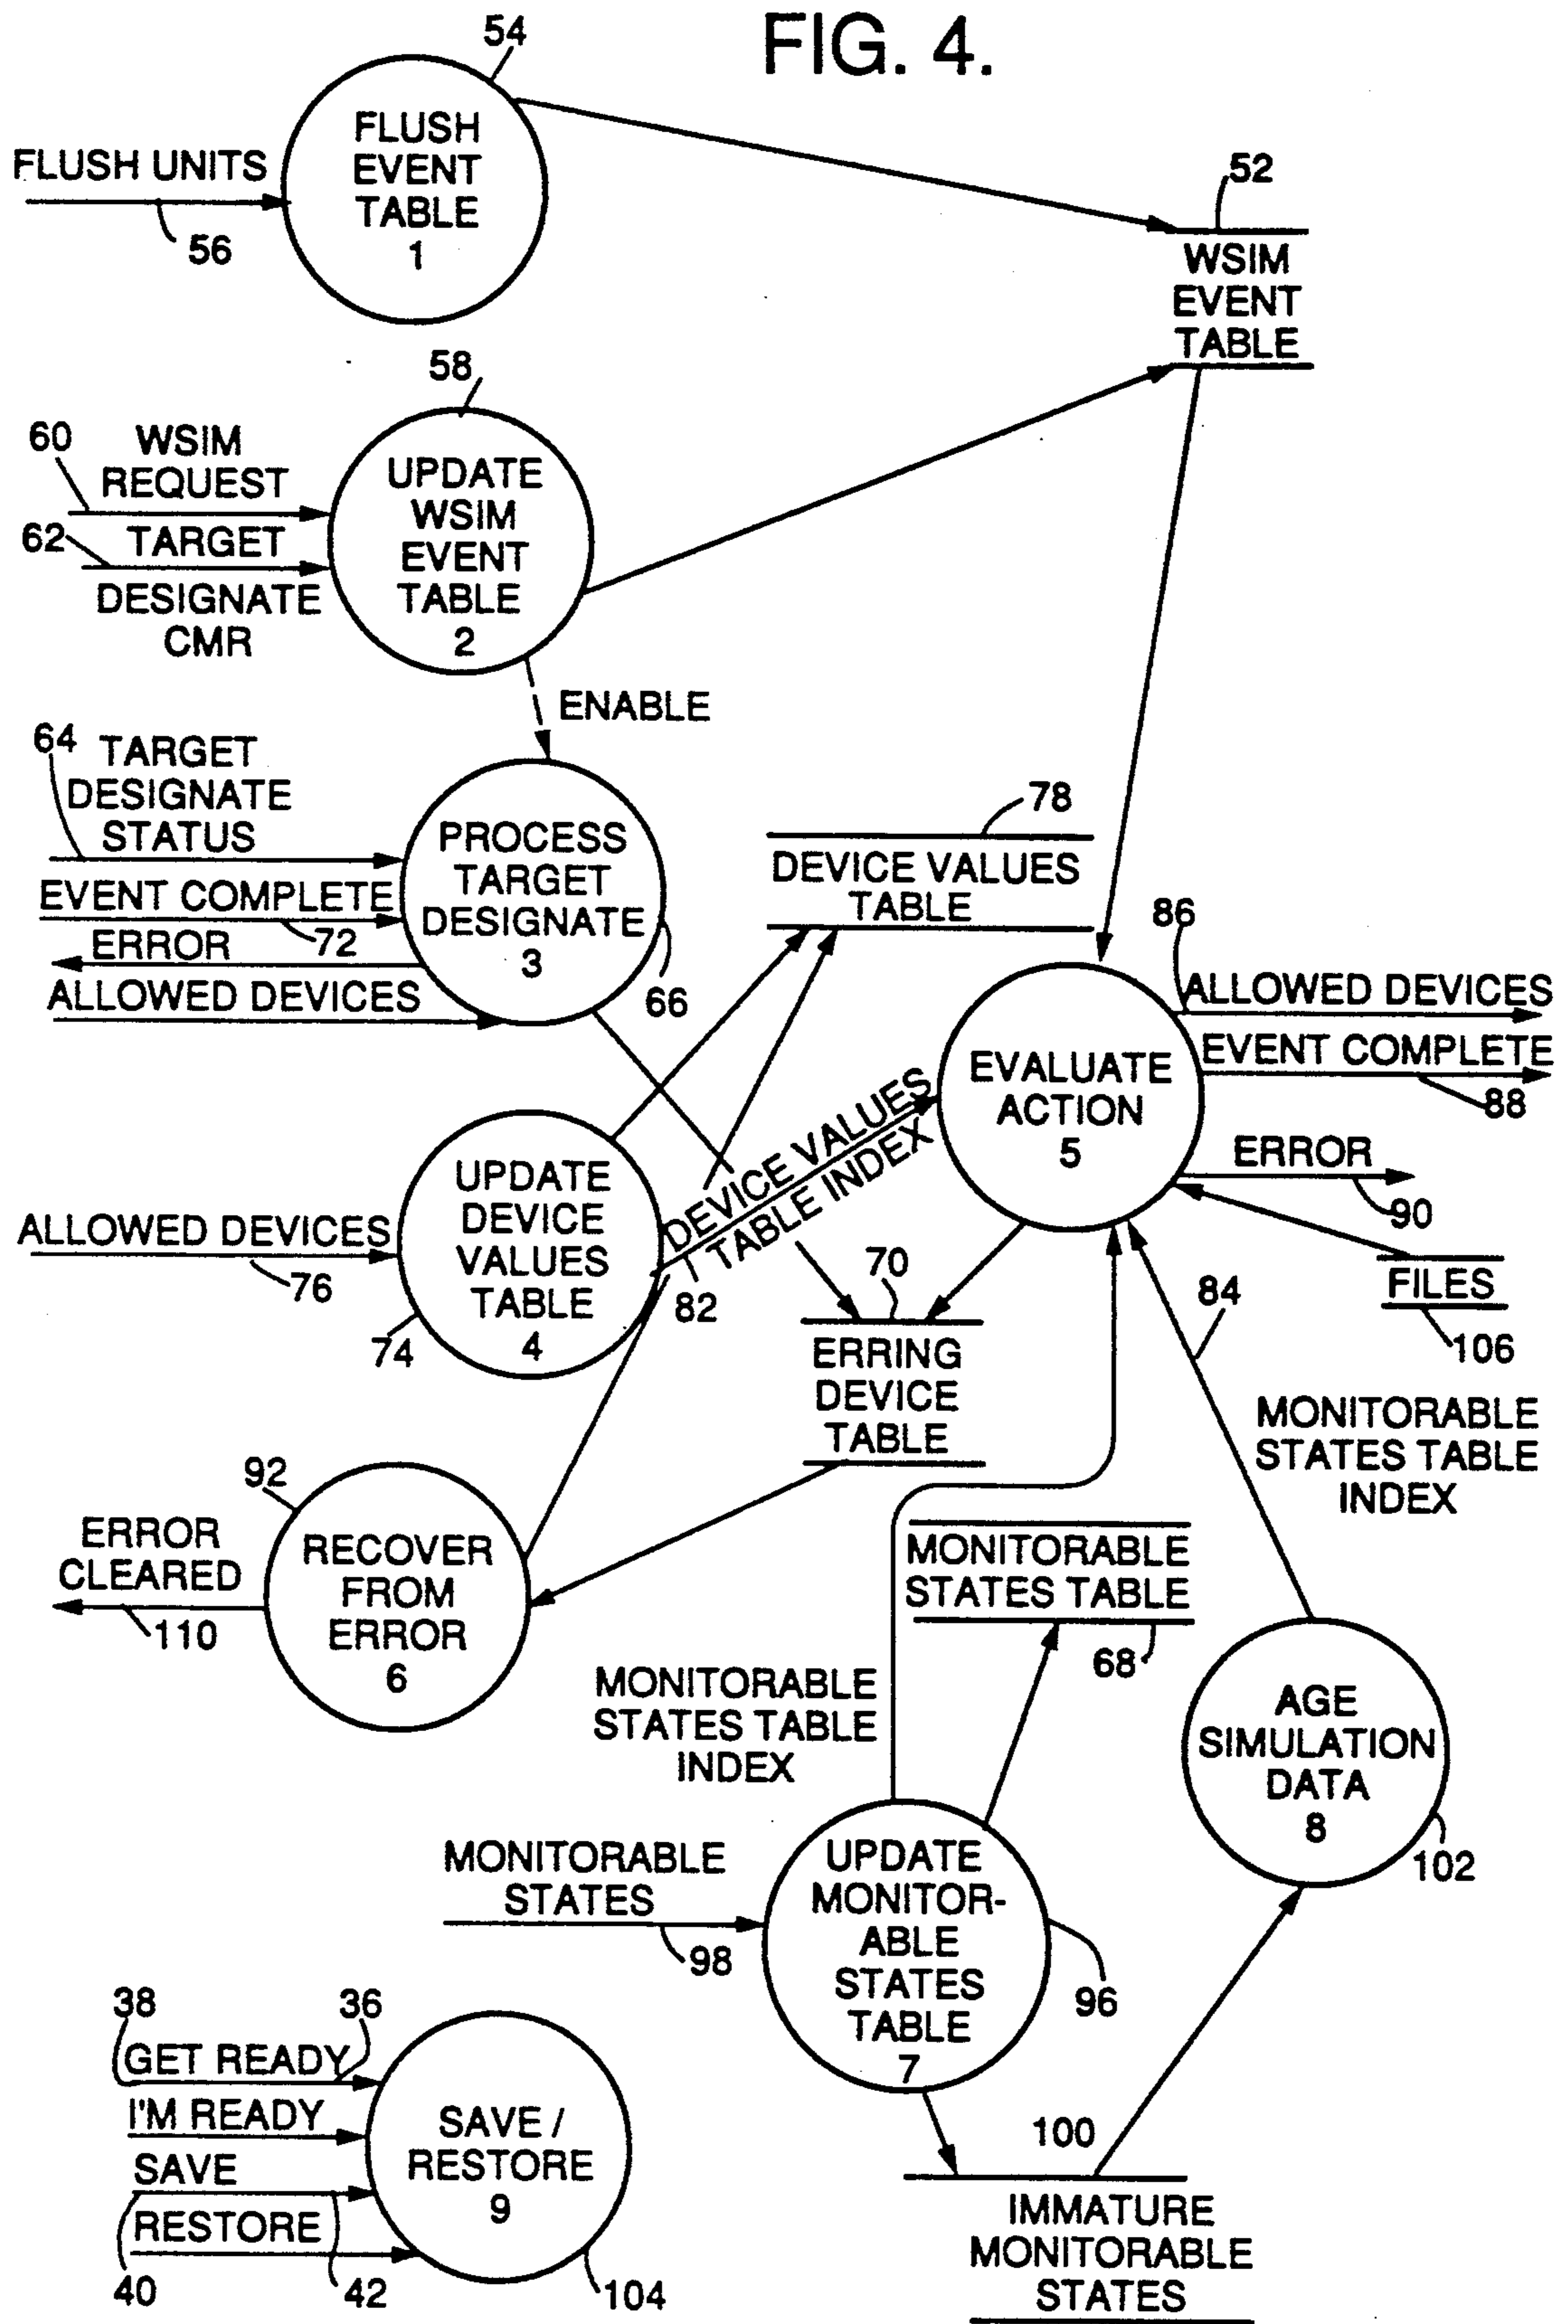 FIG. 4.
54
FLUSH
EVENT
TABLE
1
FLUSH UNITS
56
52
WSIM
EVENT
TABLE
58
60
WSIM
REQUEST
62
TARGET
DESIGNATE
CMR
UPDATE
WSIM
EVENT
TABLE
2
ENABLE
64
TARGET
DESIGNATE
STATUS
EVENT COMPLETE
72
ERROR
ALLOWED DEVICES
PROCESS
TARGET
DESIGNATE
3
66
78
DEVICE VALUES
TABLE
86
ALLOWED DEVICES
EVENT COMPLETE
88
EVALUATE
ACTION
5
ERROR
90
FILES
106
DEVICE VALUES
TABLE INDEX
82
ALLOWED DEVICES
76
UPDATE
DEVICE
VALUES
TABLE
4
74
70
ERRING
DEVICE
TABLE
84
MONITORABLE
STATES TABLE
INDEX
92
ERROR
CLEARED
110
RECOVER
FROM
ERROR
6
MONITORABLE
STATES TABLE
68
MONITORABLE
STATES TABLE
INDEX
AGE
SIMULATION
DATA
8
102
MONITORABLE
STATES
98
UPDATE
MONITOR-
ABLE
STATES
TABLE
7
96
38
36
GET READY
I'M READY
SAVE
RESTORE
40
42
SAVE /
RESTORE
9
104
100
IMMATURE
MONITORABLE
STATES